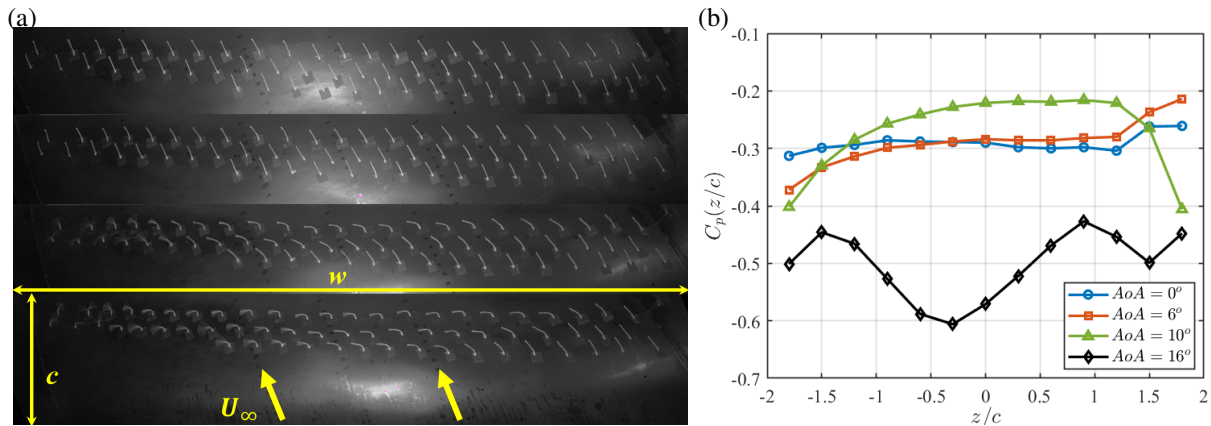 (a)
w
c
U∞
(b)
-0.1
-0.2
-0.3
-0.4
-0.5
-0.6
-0.7
Cp(z/c)
AoA = 0°
AoA = 6°
AoA = 10°
AoA = 16°
-2 -1.5 -1 -0.5 0 0.5 1 1.5 2
z/c